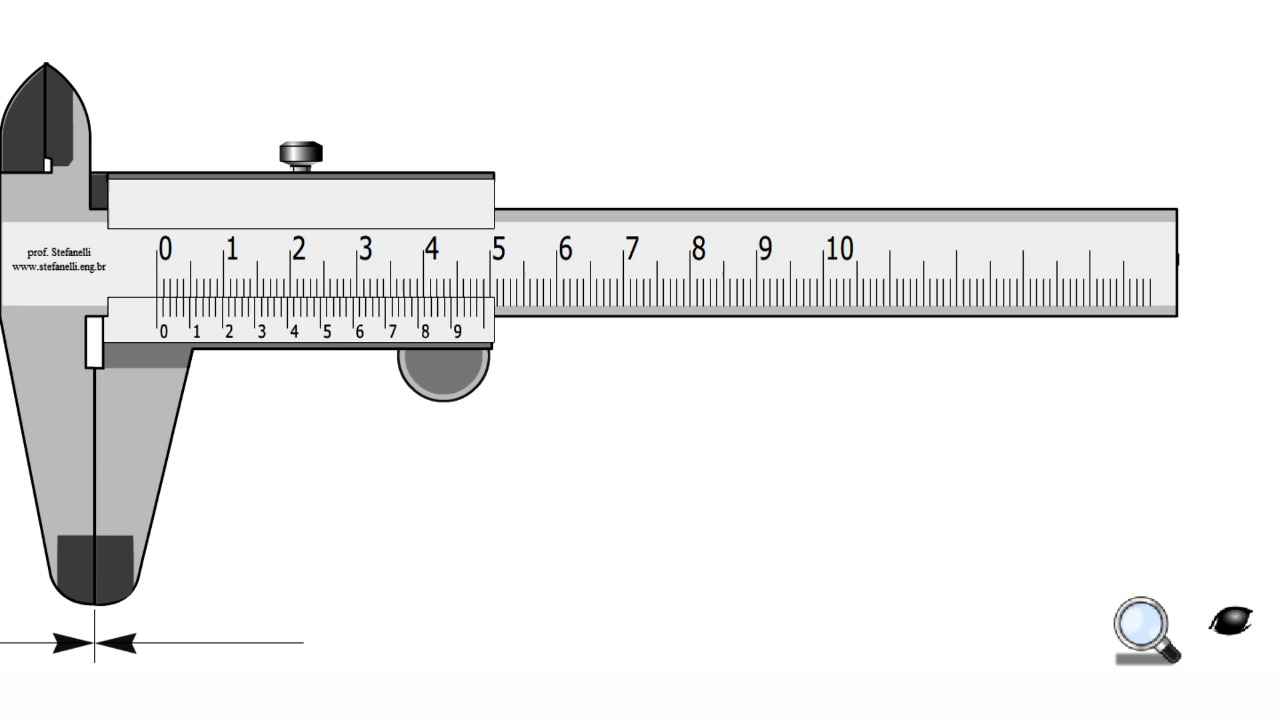 prof. Stefanelli
www.stefanelli.eng.br
0 1 2 3 4 5 6 7 8 9 10
0 1 2 3 4 5 6 7 8 9